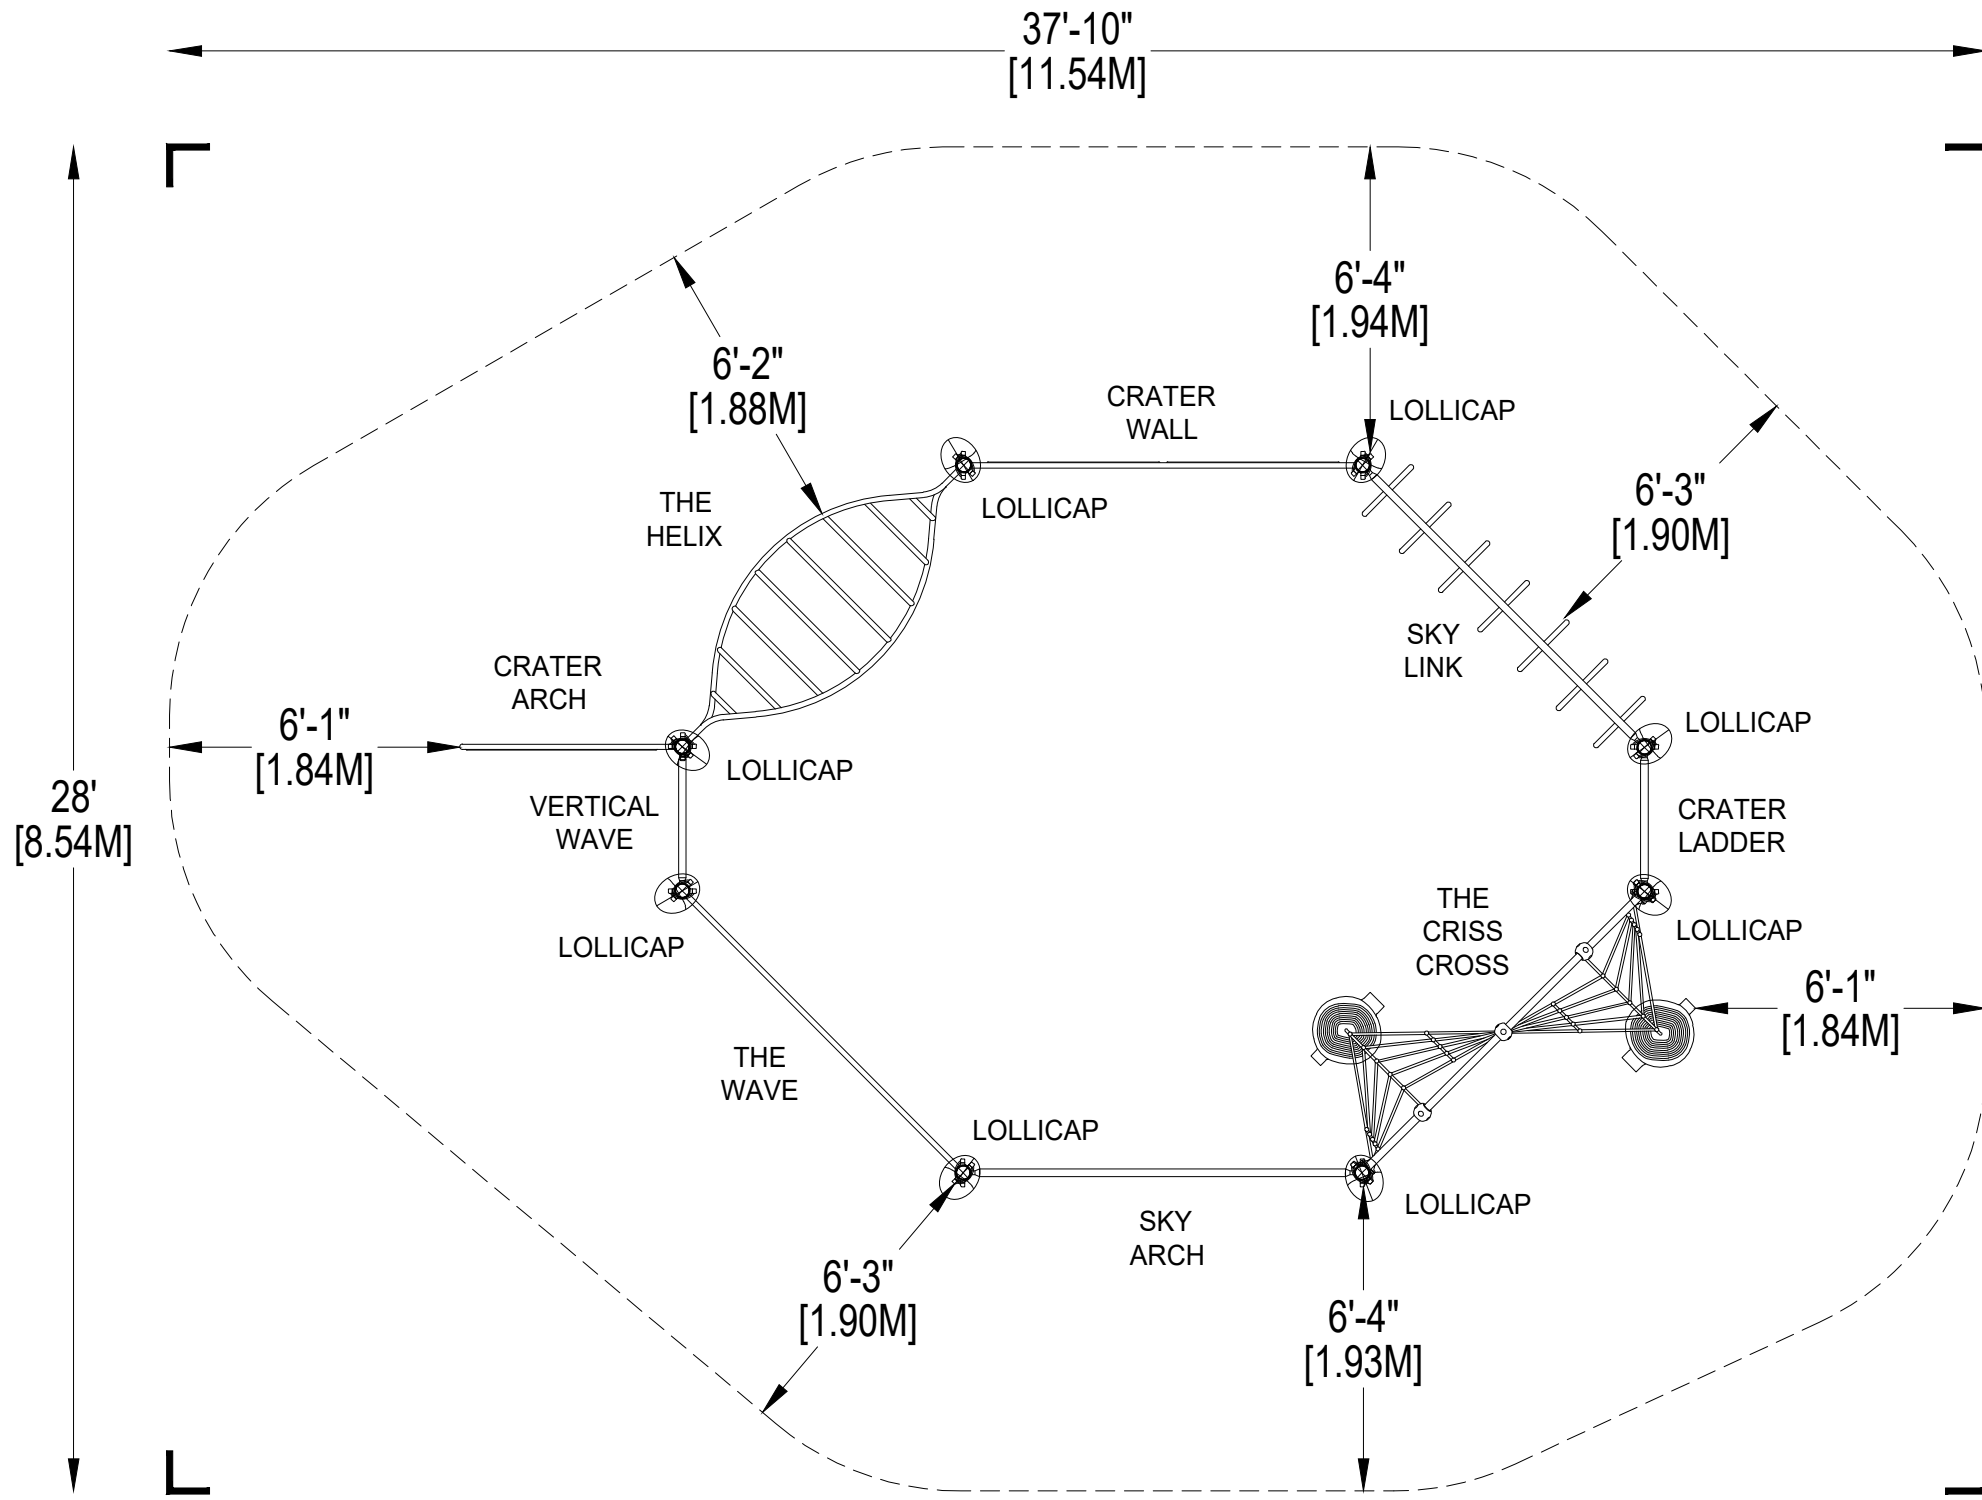 37'-10"
[11.54M]
6'-4"
[1.94M]
6'-2"
[1.88M]
CRATER
WALL
LOLLICAP
6'-3"
[1.90M]
THE
HELIX
LOLLICAP
SKY
LINK
CRATER
ARCH
6'-1"
[1.84M]
LOLLICAP
LOLLICAP
28'
[8.54M]
VERTICAL
WAVE
CRATER
LADDER
THE
CRISS
CROSS
LOLLICAP
LOLLICAP
6'-1"
[1.84M]
THE
WAVE
LOLLICAP
LOLLICAP
SKY
ARCH
6'-3"
[1.90M]
6'-4"
[1.93M]